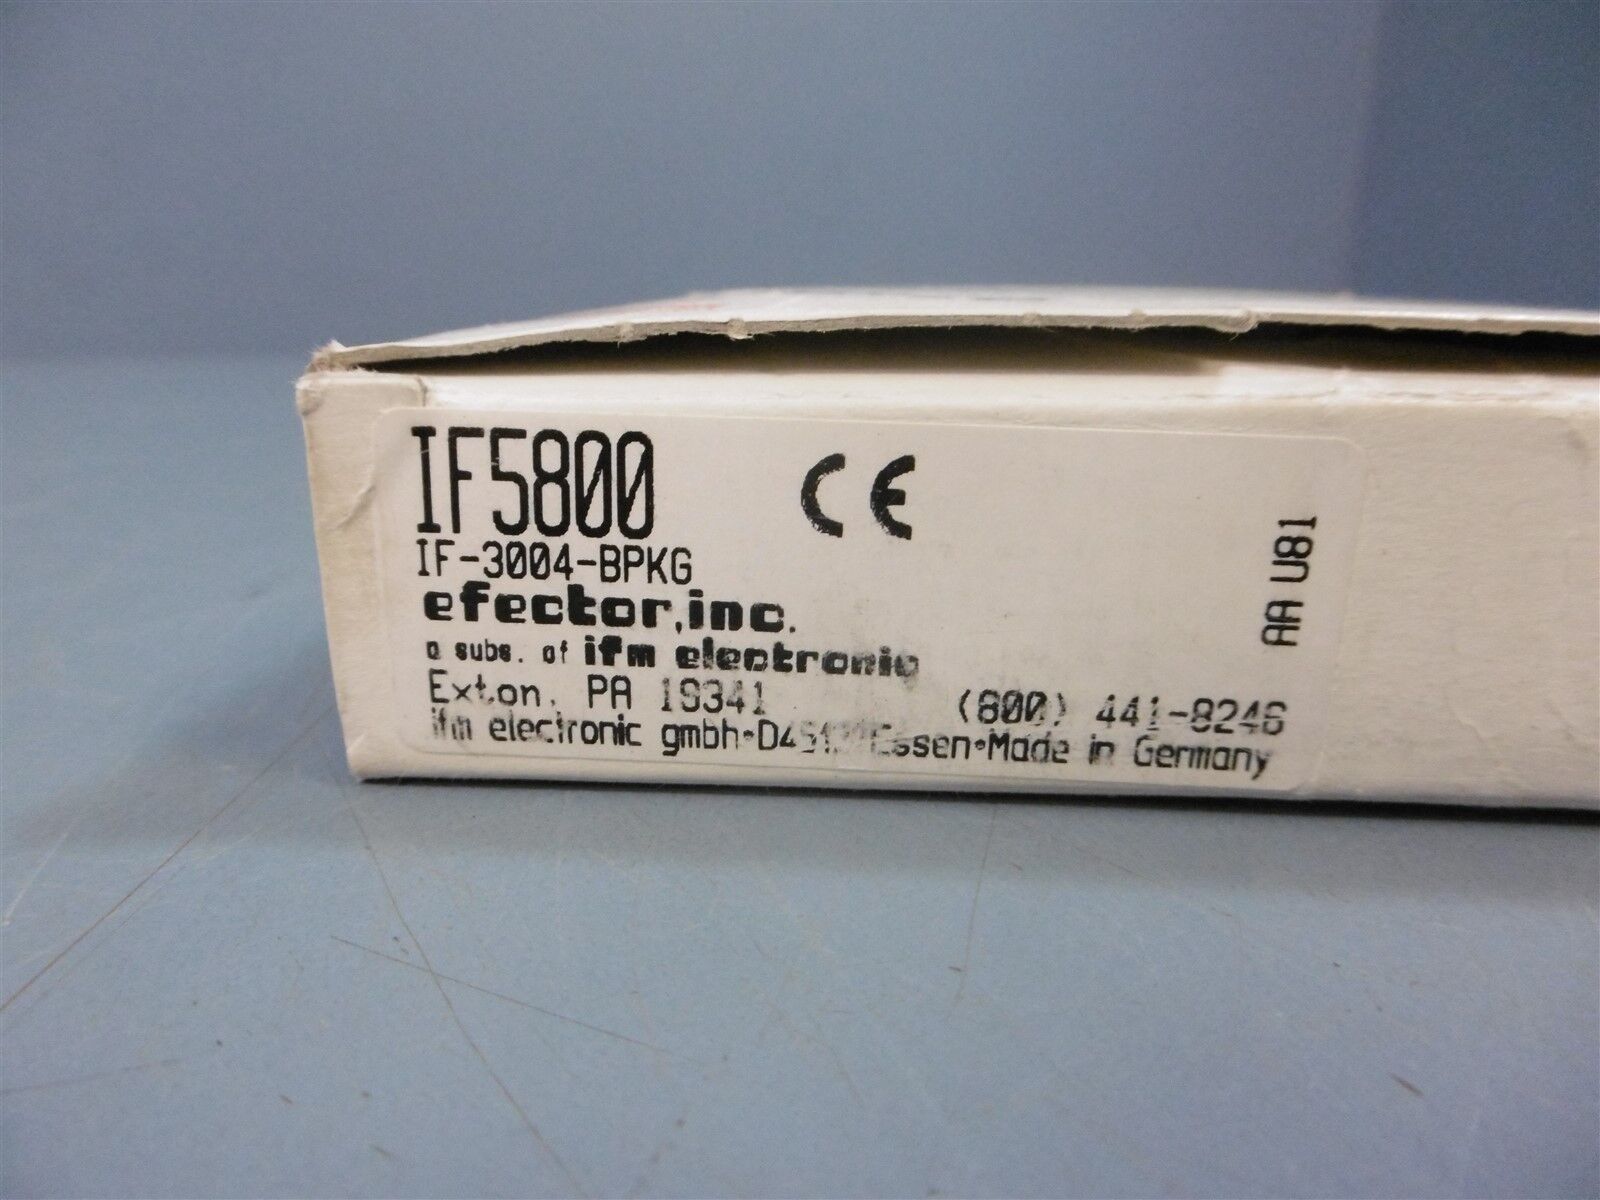 IF5800
CE
IF-3004-BPKG
efector,inc.
a subs. of ifm electronic
Exton, PA 19341 (800) 441-8246
ifm electronic gmbh•D45127Essen•Made in Germany
AA U81